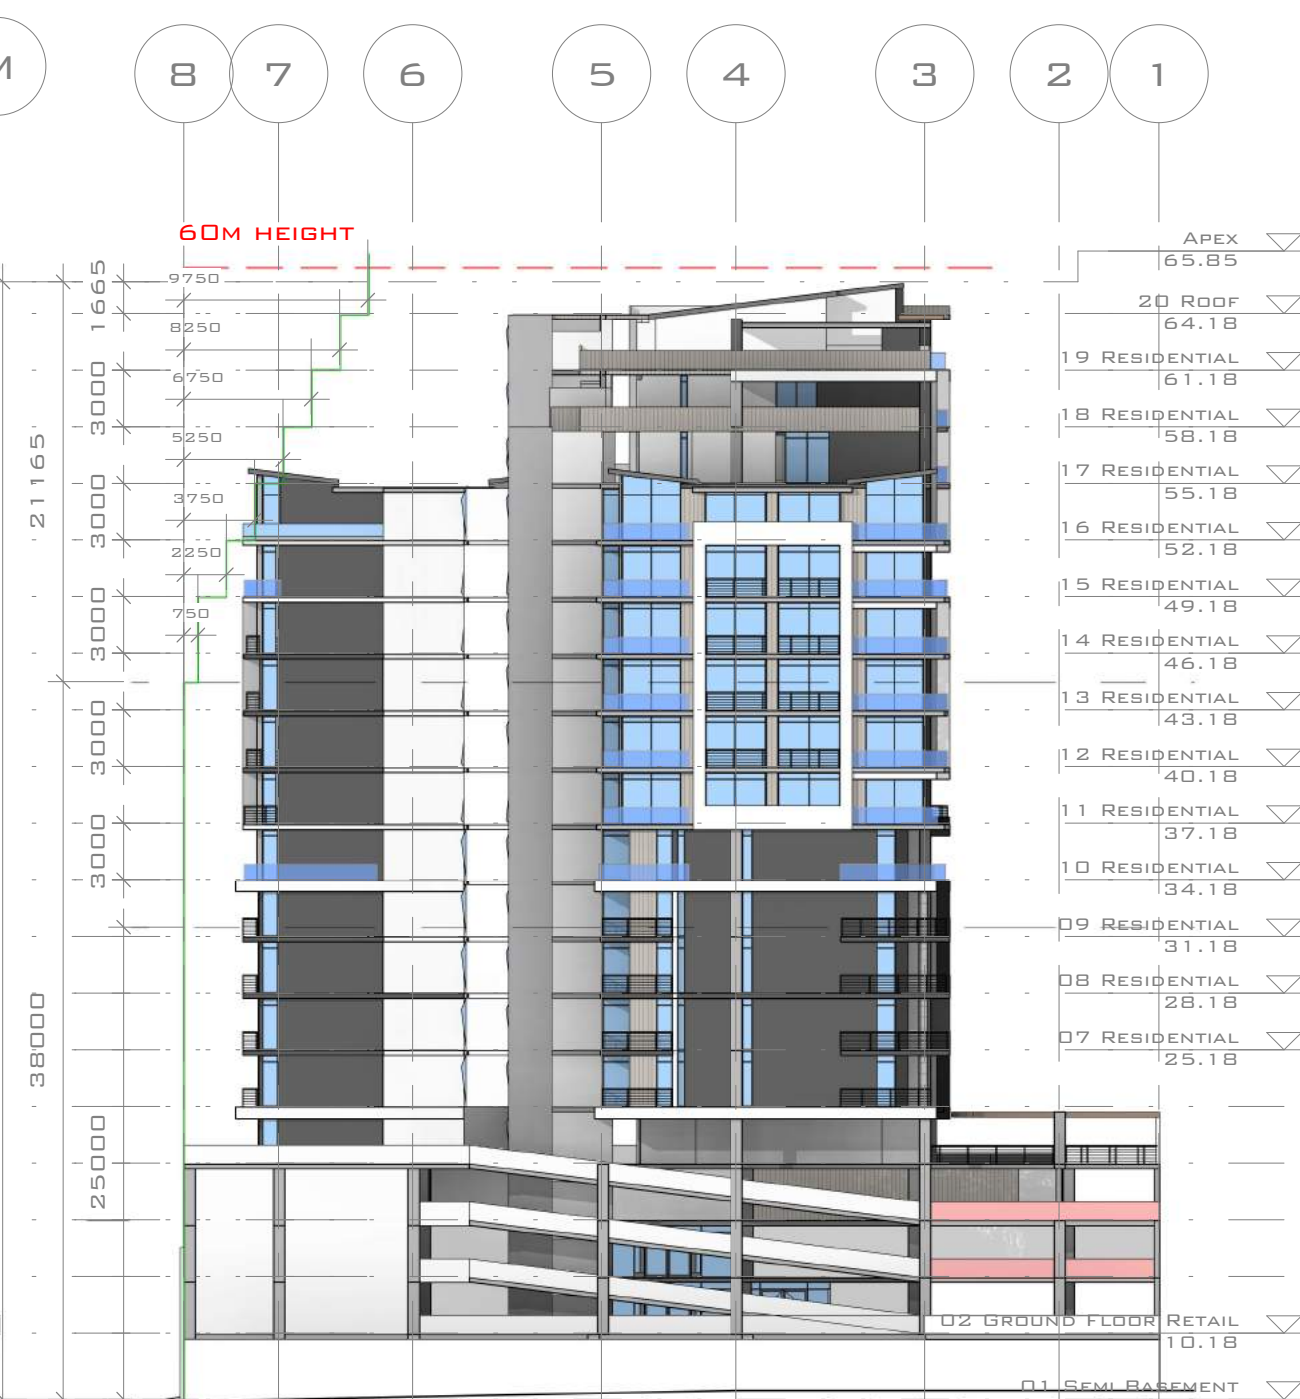 M 8 7 6 5 4 3 2 1
60M HEIGHT
APEX
65.85
20 ROOF
64.18
19 RESIDENTIAL
61.18
18 RESIDENTIAL
58.18
17 RESIDENTIAL
55.18
16 RESIDENTIAL
52.18
15 RESIDENTIAL
49.18
14 RESIDENTIAL
46.18
13 RESIDENTIAL
43.18
12 RESIDENTIAL
40.18
11 RESIDENTIAL
37.18
10 RESIDENTIAL
34.18
09 RESIDENTIAL
31.18
08 RESIDENTIAL
28.18
07 RESIDENTIAL
25.18
02 GROUND FLOOR RETAIL
10.18
01 SEMI BASEMENT
9750
8250
6750
5250
3750
2250
750
1665
3000
3000
3000
3000
3000
21165
38000
25000